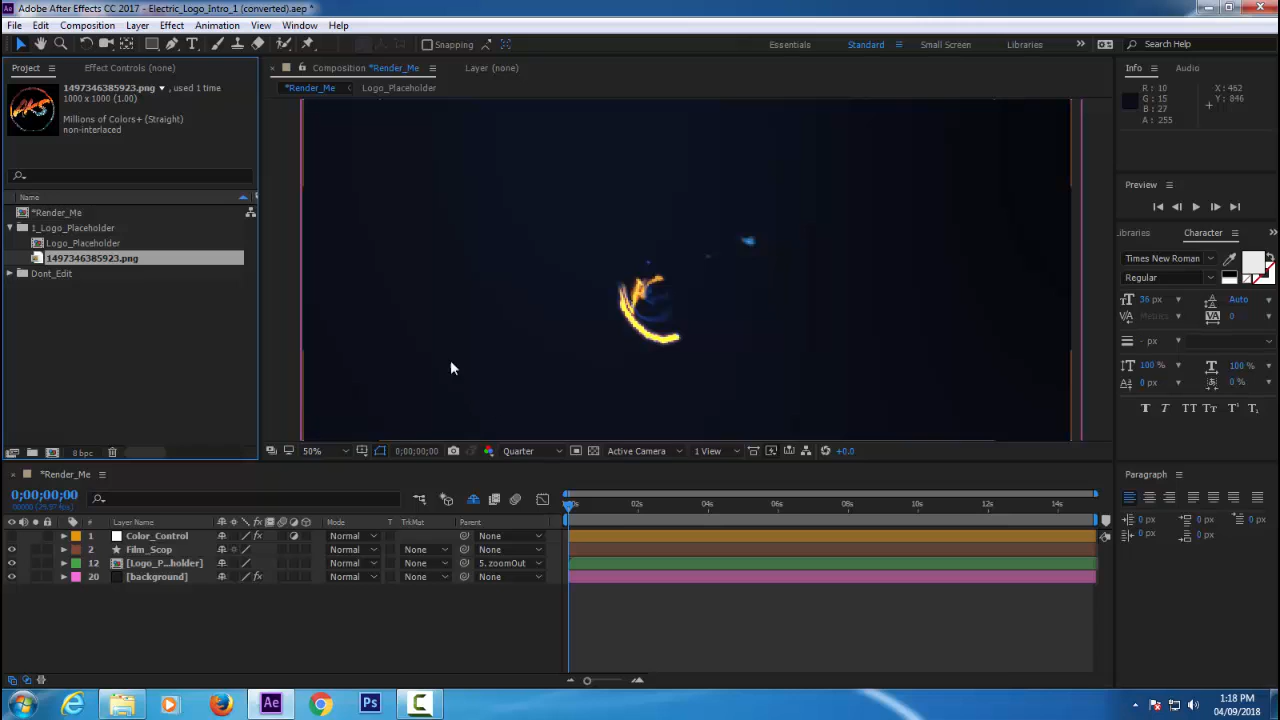 Adobe After Effects CC 2017 - Electric_Logo_Intro_1 (converted).aep *
File Edit Composition Layer Effect Animation View Window Help
Snapping Essentials Standard Small Screen Libraries Search Help
Project Effect Controls (none)
1497346385923.png , used 1 time
1000 x 1000 (1.00)
Millions of Colors+ (Straight)
non-interlaced
Name
*Render_Me
1_Logo_Placeholder
Logo_Placeholder
1497346385923.png
Dont_Edit
8 bpc
Composition *Render_Me Layer (none)
*Render_Me Logo_Placeholder
50% 0;00;00;00 Quarter Active Camera 1 View +0.0
Info Audio
R : 10 X : 462
G : 15 Y : 846
B : 27
A : 255
Preview
Libraries Character
Times New Roman
Regular
36 px Auto
Metrics 0
- px
100 % 100 %
0 px 0 %
T T TT Tт T¹ T₁
Paragraph
0 px 0 px 0 px
0 px 0 px
*Render_Me
0;00;00;00
00000 (29.97 fps)
# Layer Name Mode T TrkMat Parent
1 Color_Control Normal None
2 Film_Scop Normal None None
12 [Logo_P...holder] Normal None 5. zoomOut
20 [background] Normal None None
02s 04s 06s 08s 10s 12s 14s
1:18 PM
04/09/2018